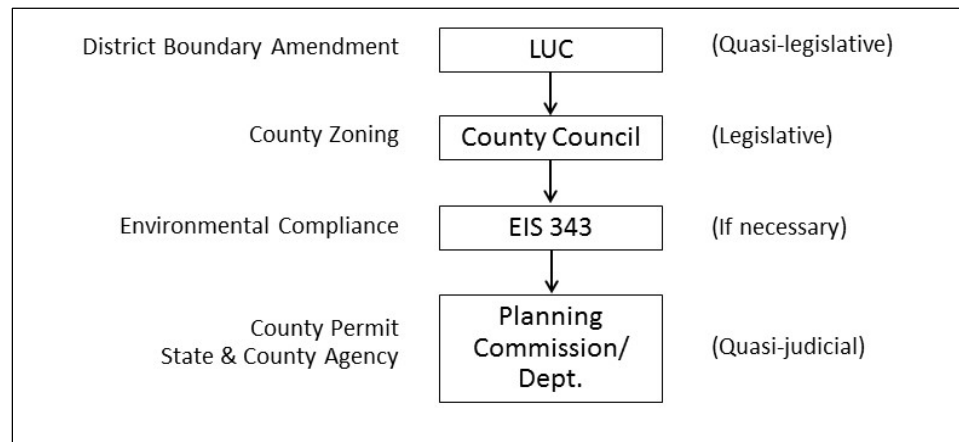 District Boundary Amendment LUC (Quasi-legislative)
County Zoning County Council (Legislative)
Environmental Compliance EIS 343 (If necessary)
County Permit
State & County Agency
Planning
Commission/
Dept.
(Quasi-judicial)